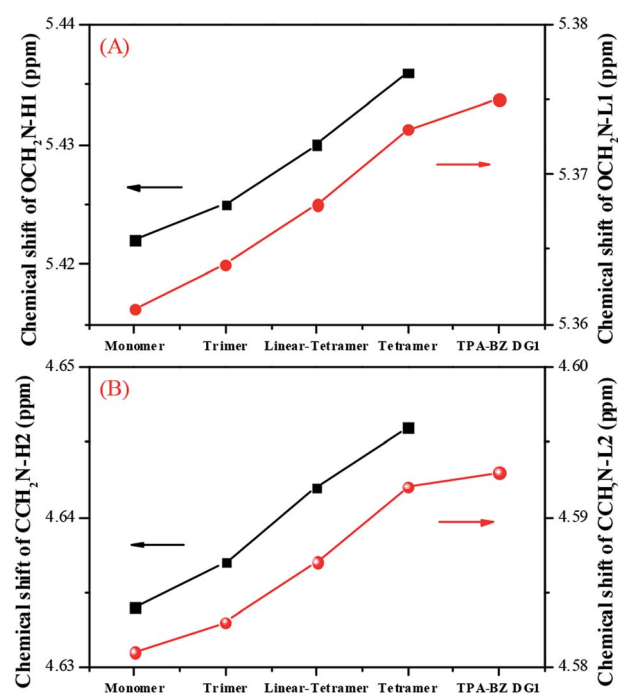 (A)
Chemical shift of OCH₂N-H1 (ppm)
5.44
5.43
5.42
Chemical shift of OCH₂N-L1 (ppm)
5.38
5.37
5.36
Monomer Trimer Linear-Tetramer Tetramer TPA-BZ DG1
(B)
Chemical shift of CCH₂N-H2 (ppm)
4.65
4.64
4.63
Chemical shift of CCH₂N-L2 (ppm)
4.60
4.59
4.58
Monomer Trimer Linear-Tetramer Tetramer TPA-BZ DG1